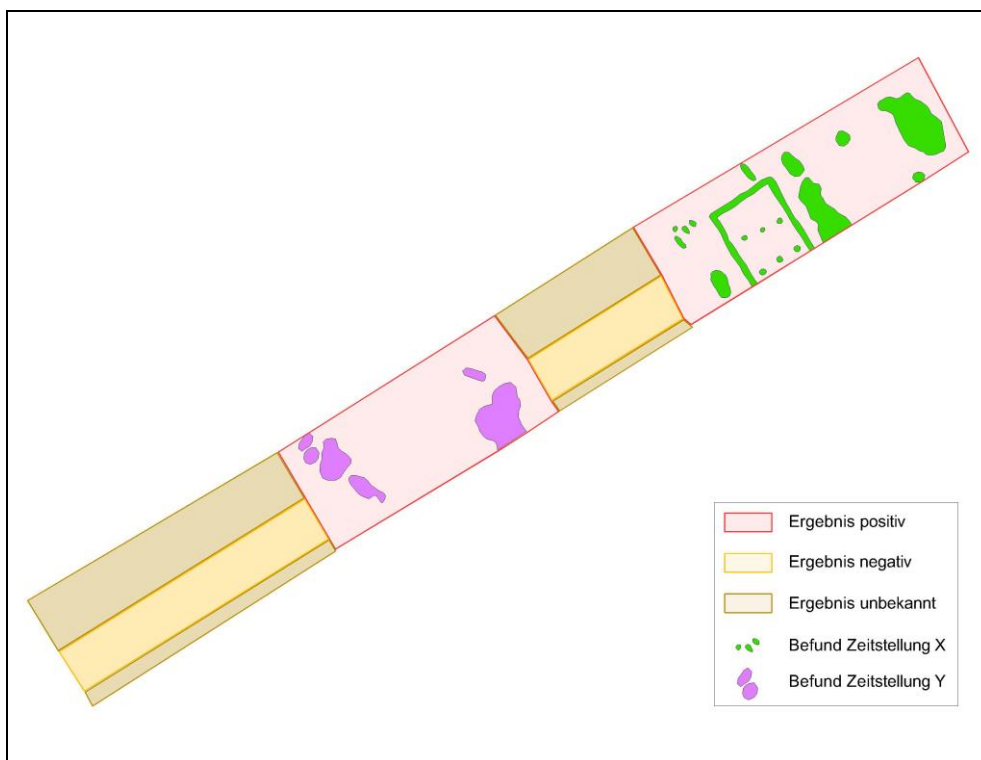 Ergebnis positiv
Ergebnis negativ
Ergebnis unbekannt
Befund Zeitstellung X
Befund Zeitstellung Y